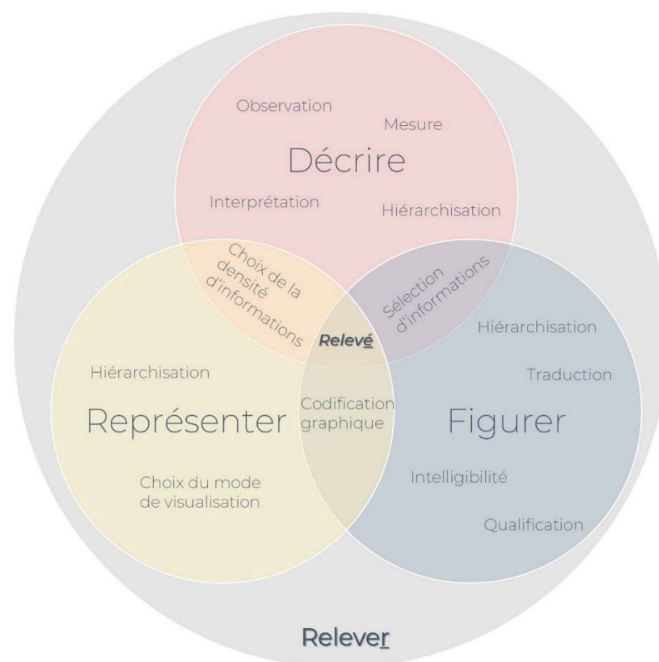 Observation
Mesure
Décrire
Interprétation
Hiérarchisation
Choix de la
densité
d'informations
Sélection
d'informations
Relevé
Hiérarchisation
Hiérarchisation
Traduction
Représenter
Codification
graphique
Figurer
Choix du mode
de visualisation
Intelligibilité
Qualification
Relever